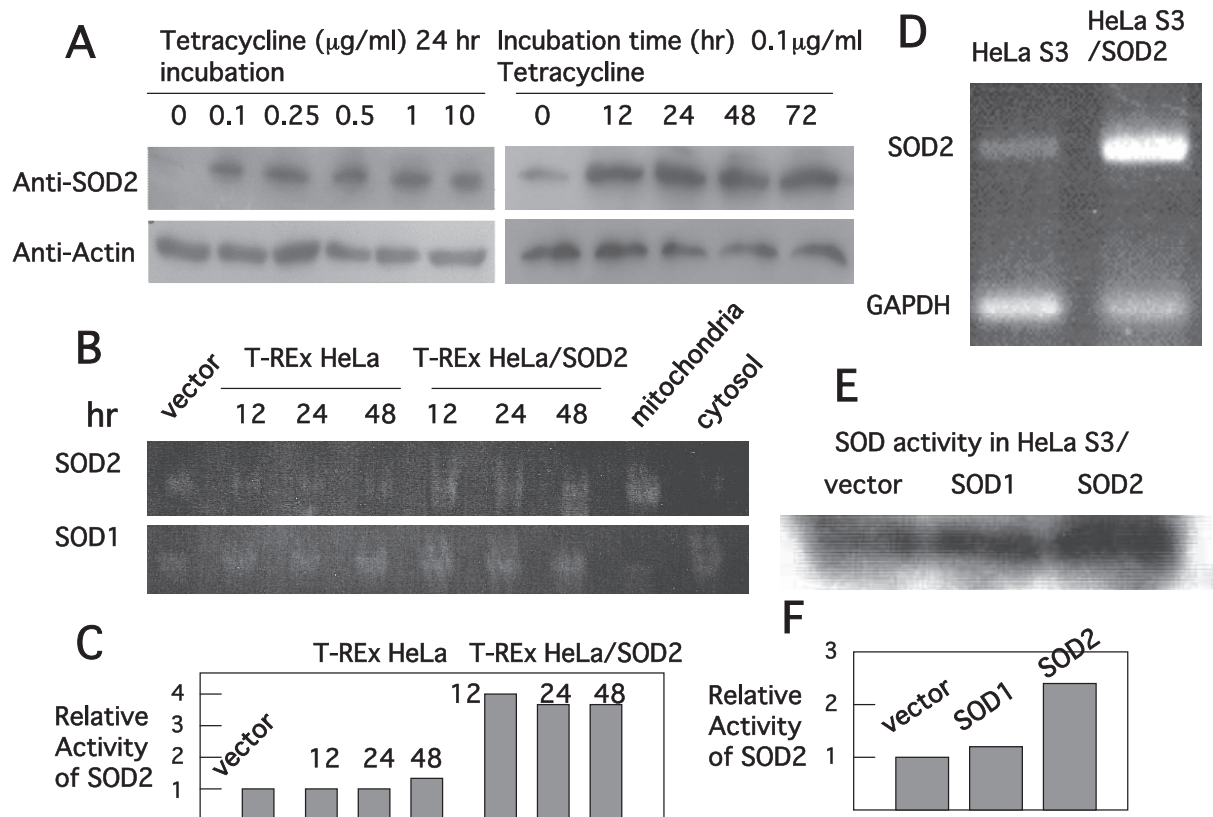 A
Tetracycline (µg/ml) 24 hr
incubation
0 0.1 0.25 0.5 1 10
Incubation time (hr) 0.1µg/ml
Tetracycline
0 12 24 48 72
Anti-SOD2
Anti-Actin
B
hr
vector
T-REx HeLa
12 24 48
T-REx HeLa/SOD2
12 24 48
mitochondria
cytosol
SOD2
SOD1
C
T-REx HeLa T-REx HeLa/SOD2
Relative
Activity
of SOD2
4
3
2
1
vector
12 24 48
12 24 48
D
HeLa S3
HeLa S3
/SOD2
SOD2
GAPDH
E
SOD activity in HeLa S3/
vector SOD1 SOD2
F
Relative
Activity
of SOD2
3
2
1
vector
SOD1
SOD2